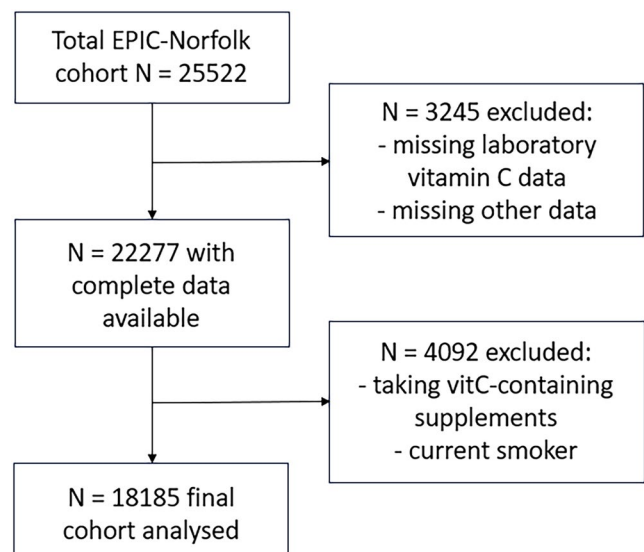 Total EPIC-Norfolk
cohort N = 25522
N = 3245 excluded:
- missing laboratory
vitamin C data
- missing other data
N = 22277 with
complete data
available
N = 4092 excluded:
- taking vitC-containing
supplements
- current smoker
N = 18185 final
cohort analysed